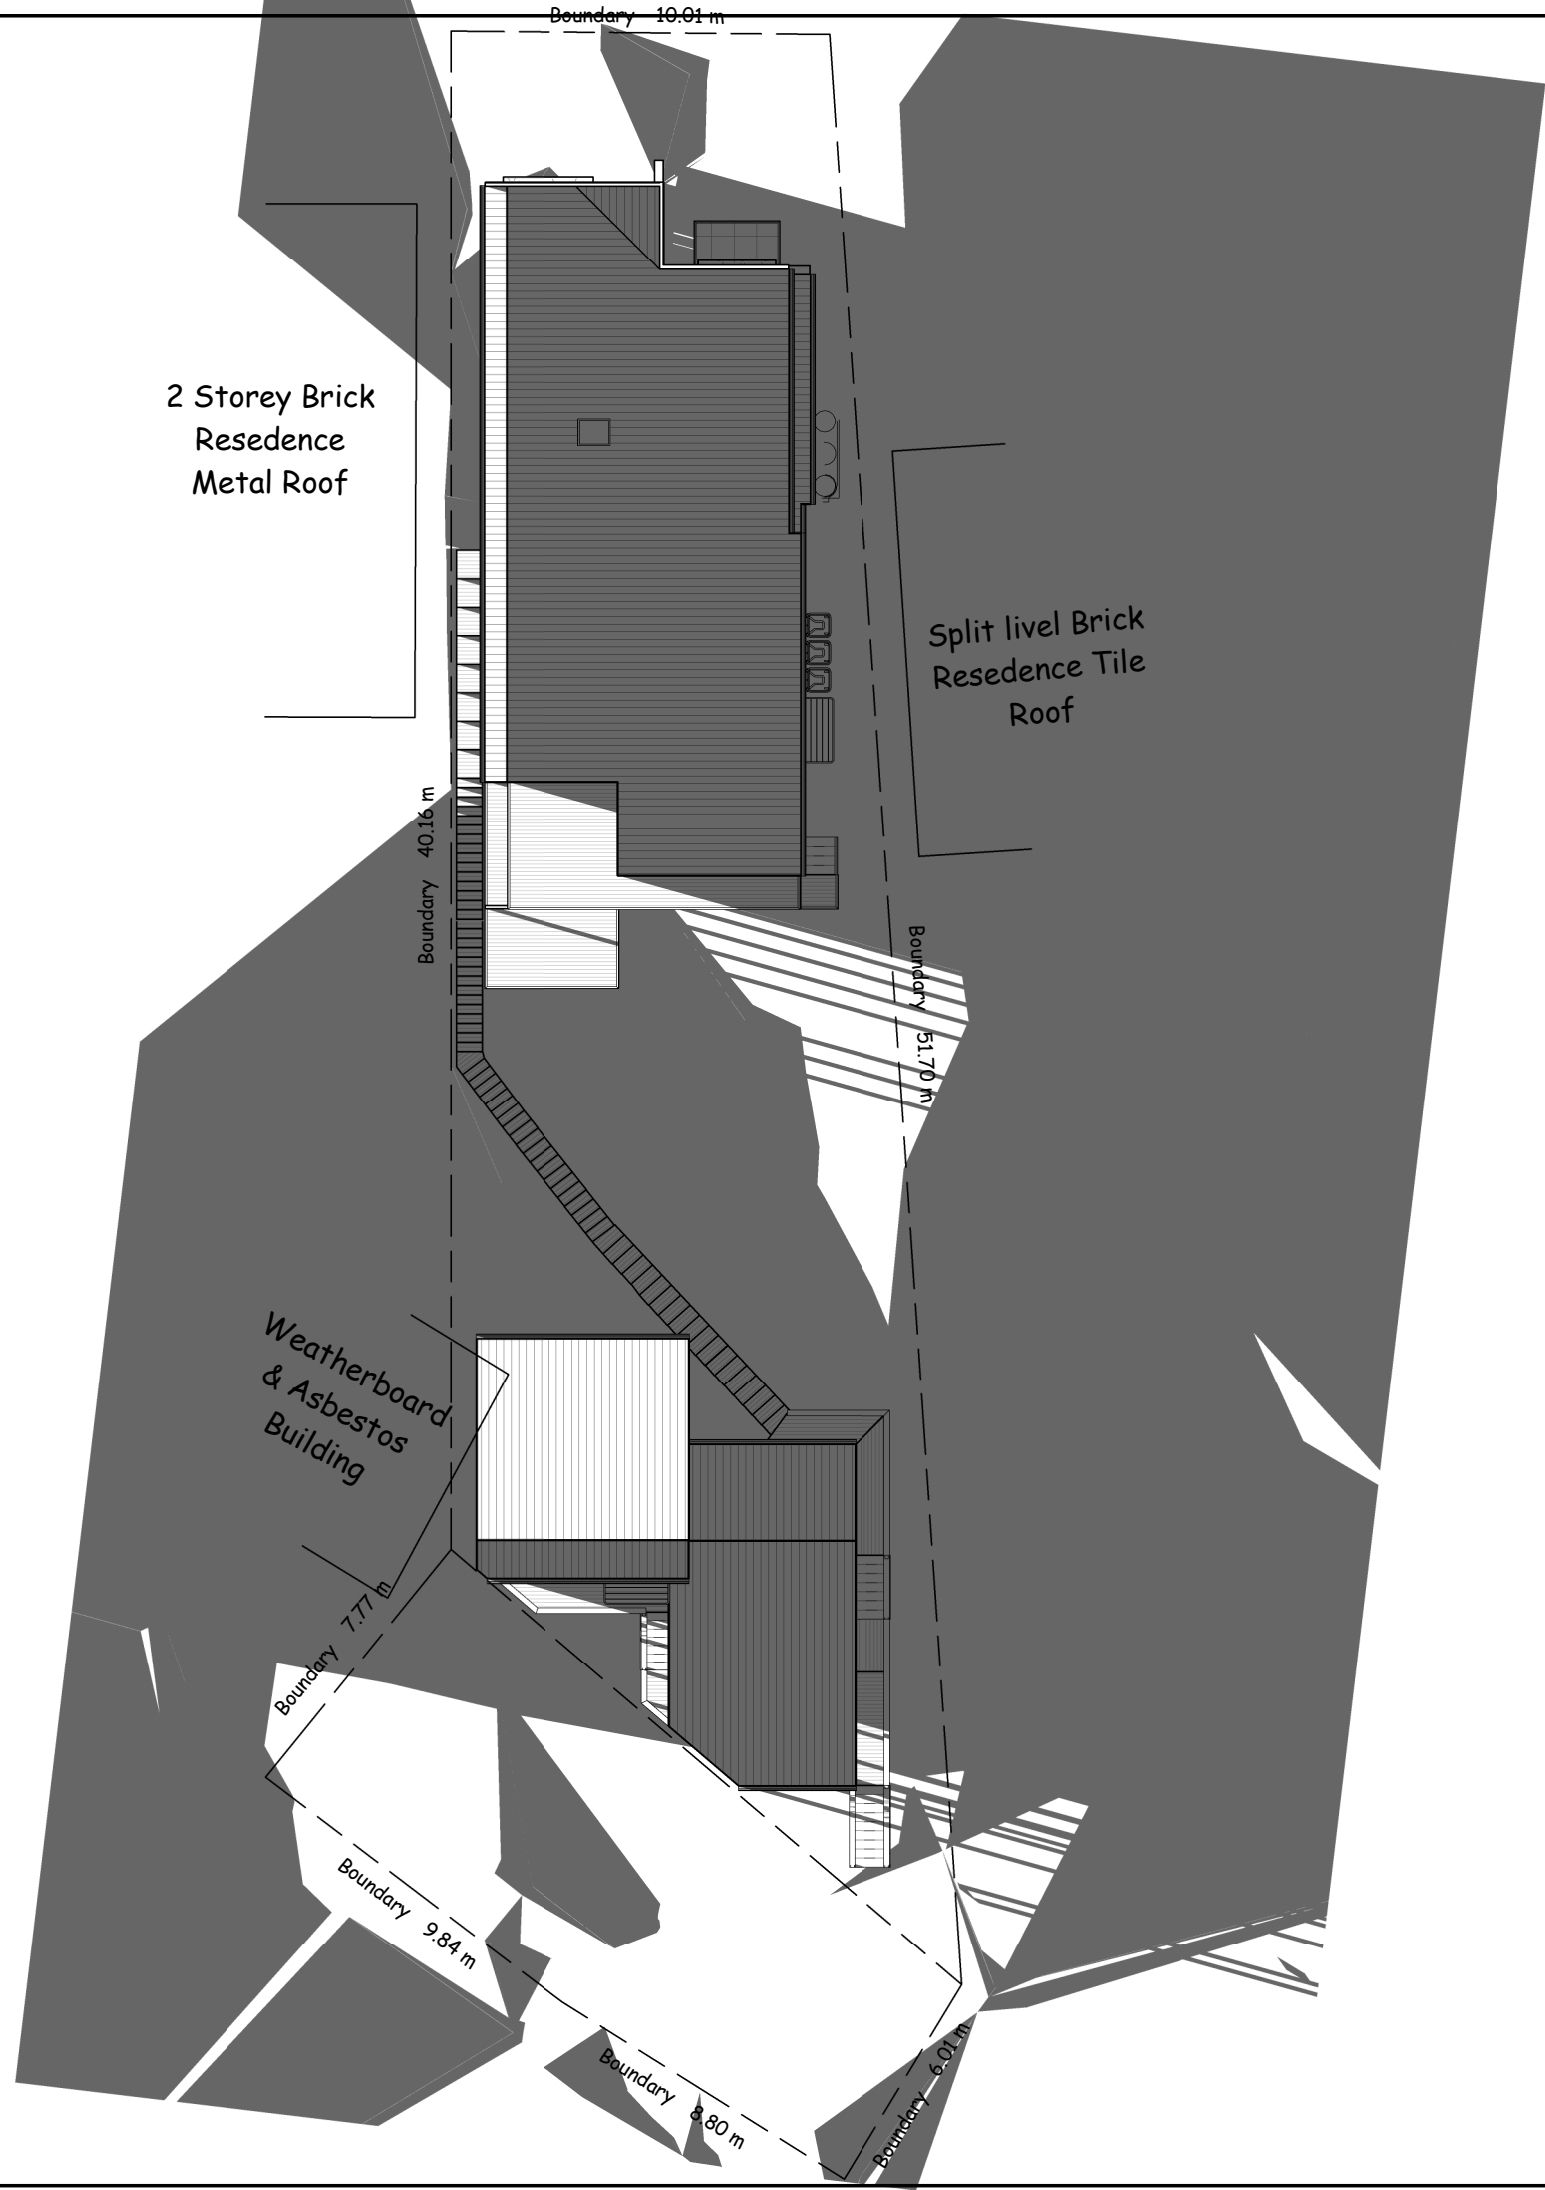 Boundary 10.01 m
2 Storey Brick
Resedence
Metal Roof
Split livel Brick
Resedence Tile
Roof
Boundary 40.16 m
Boundary 51.70 m
Weatherboard
& Asbestos
Building
Boundary 7.77 m
Boundary 9.84 m
Boundary 8.80 m
Boundary 6.01 m